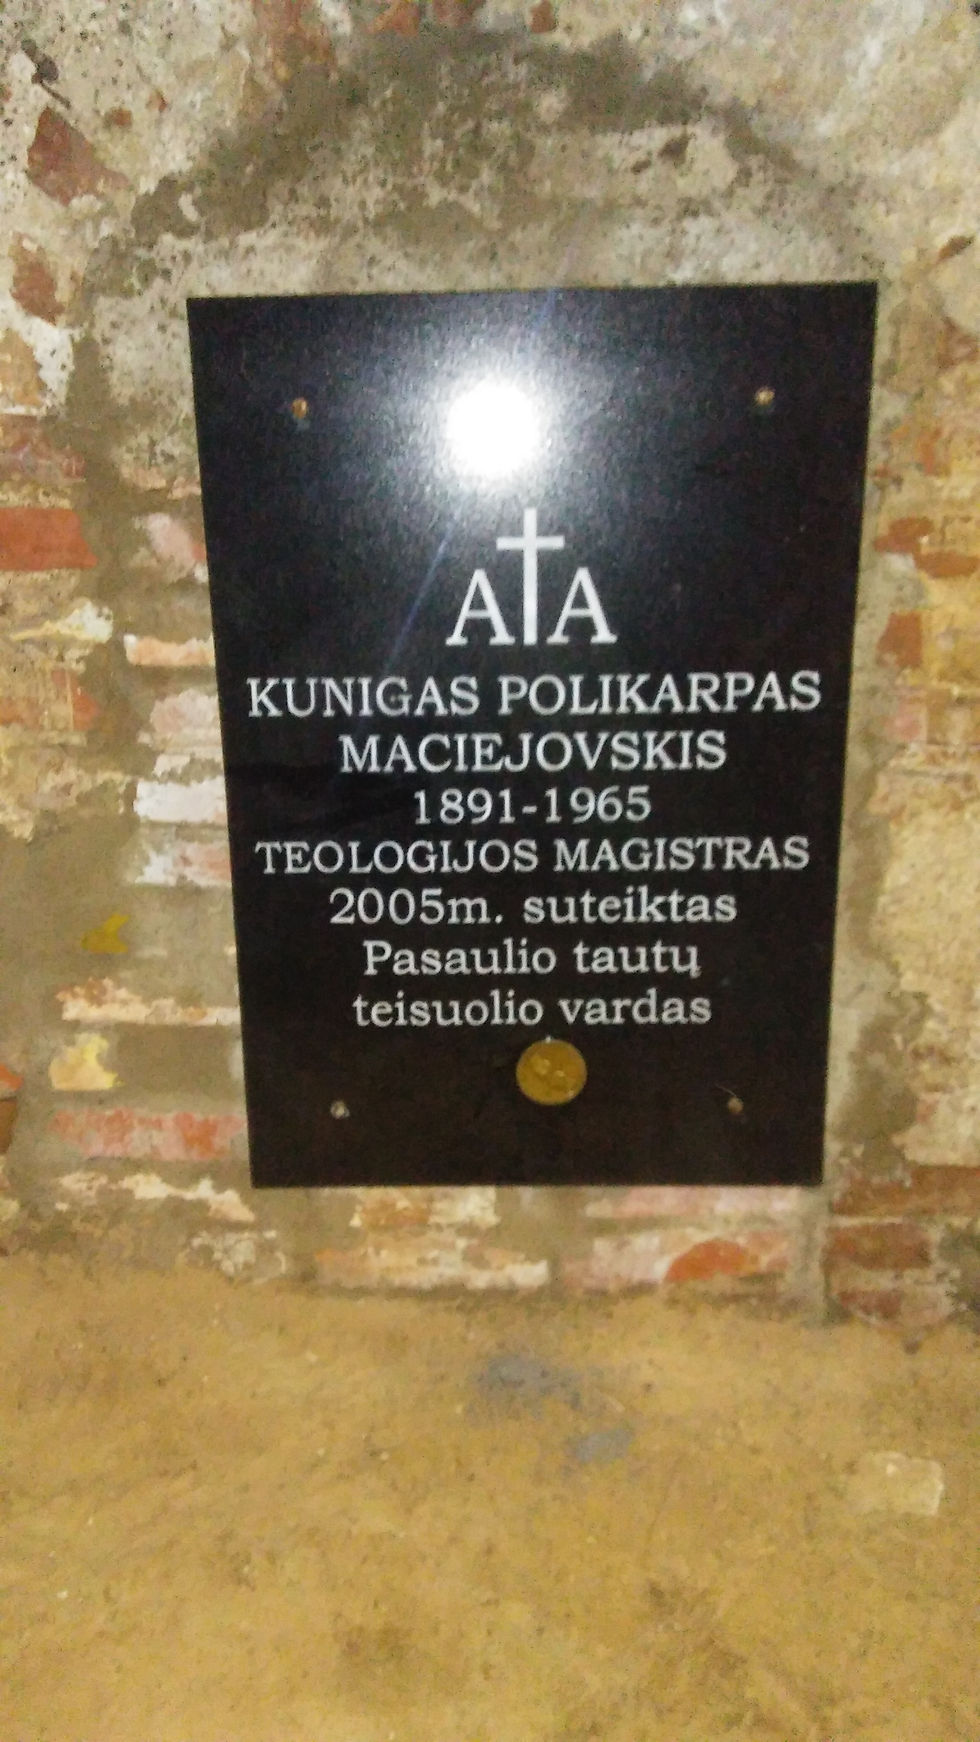 A†A
KUNIGAS POLIKARPAS
MACIEJOVSKIS
1891-1965
TEOLOGIJOS MAGISTRAS
2005m. suteiktas
Pasaulio tautų
teisuolio vardas